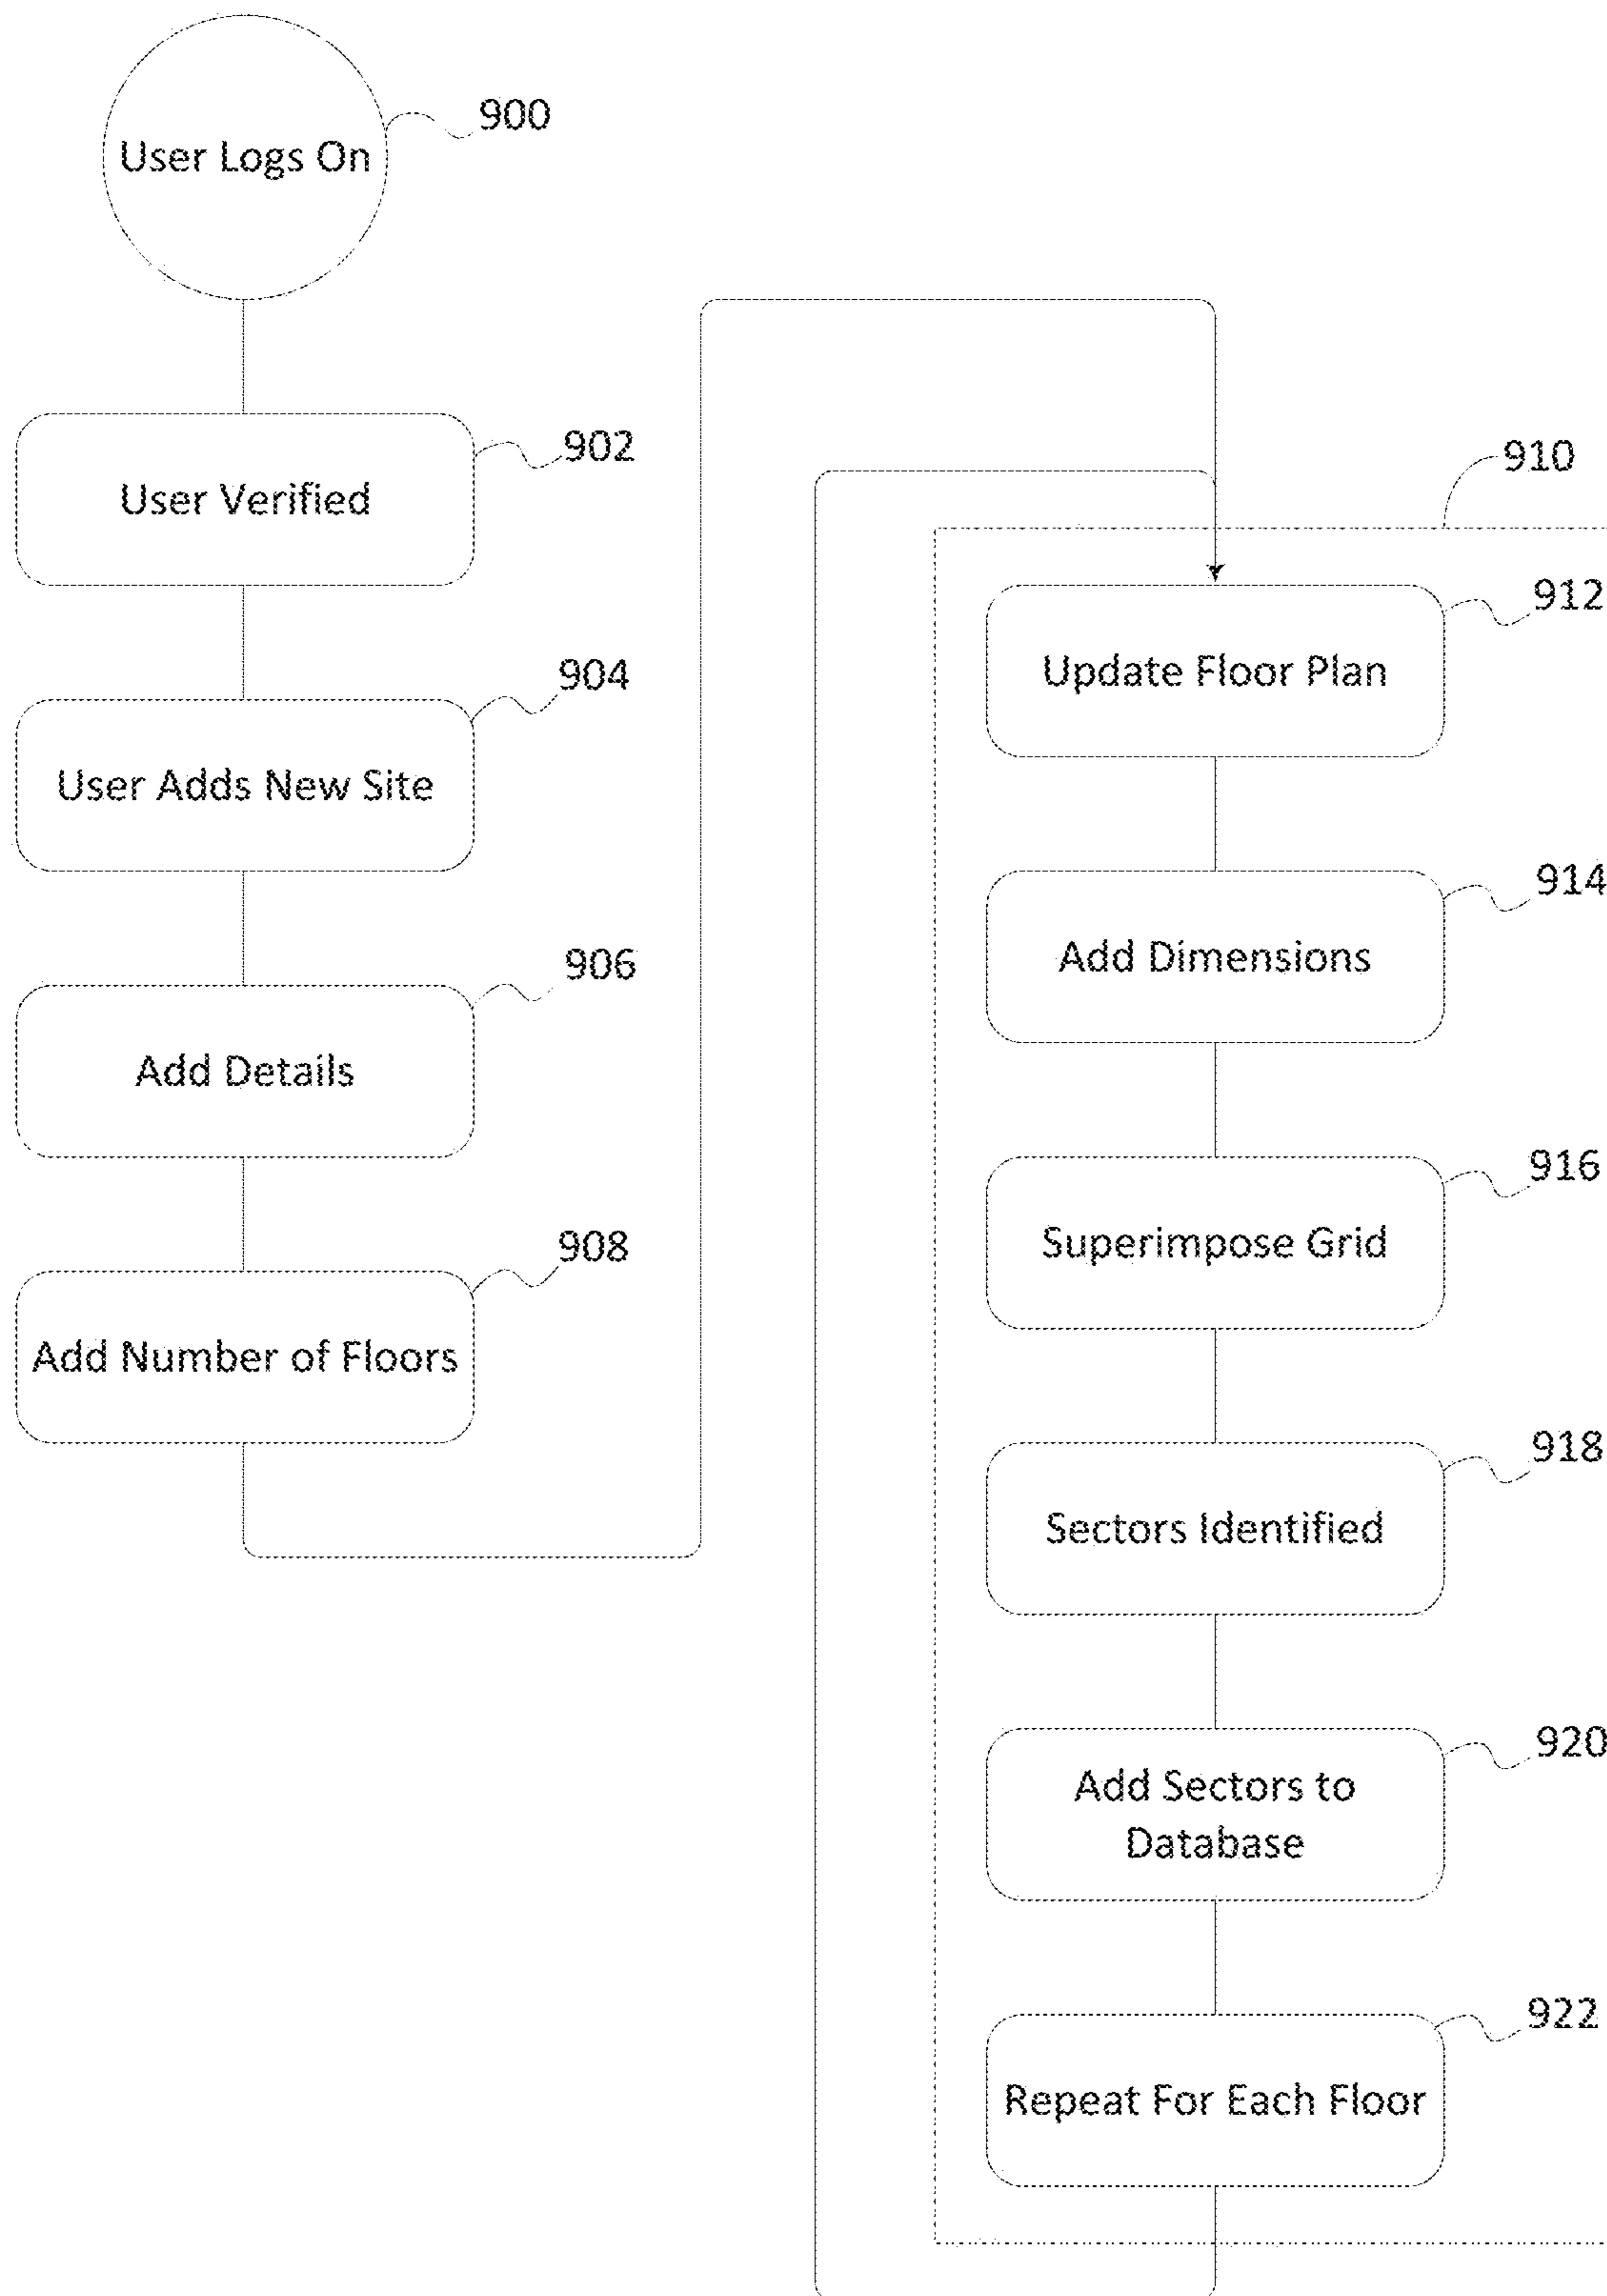 User Logs On
900
User Verified
902
User Adds New Site
904
Add Details
906
Add Number of Floors
908
910
Update Floor Plan
912
Add Dimensions
914
Superimpose Grid
916
Sectors Identified
918
Add Sectors to
Database
920
Repeat For Each Floor
922